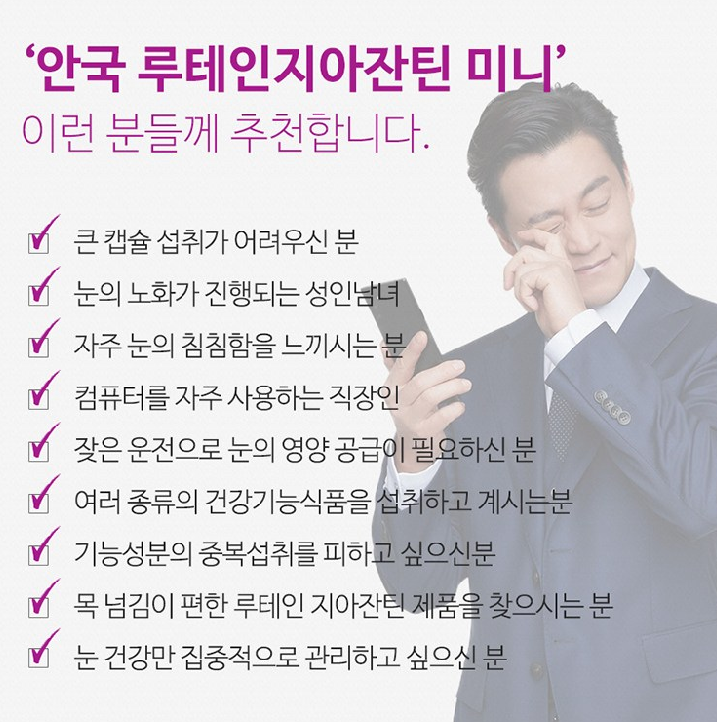 ‘안국 루테인지아잔틴 미니’
이런 분들께 추천합니다.
큰 캡슐 섭취가 어려우신 분
눈의 노화가 진행되는 성인남녀
자주 눈의 침침함을 느끼시는 분
컴퓨터를 자주 사용하는 직장인
잦은 운전으로 눈의 영양 공급이 필요하신 분
여러 종류의 건강기능식품을 섭취하고 계시는분
기능성분의 중복섭취를 피하고 싶으신분
목 넘김이 편한 루테인 지아잔틴 제품을 찾으시는 분
눈 건강만 집중적으로 관리하고 싶으신 분